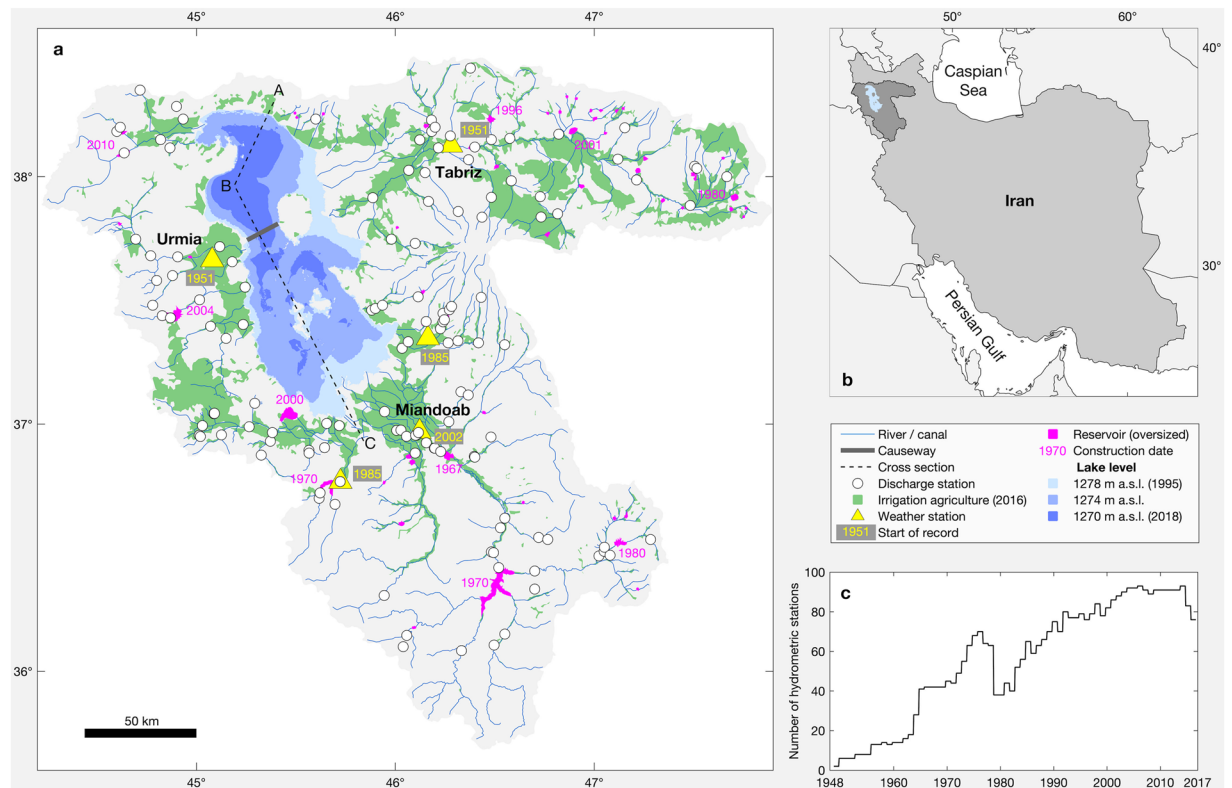 45°
46°
47°
a
A
1996
1951
2001
2010
38°
Tabriz
B
1980
Urmia
1951
2004
1985
2000
Miandoab
37°
2002
C
1967
1985
1970
1980
1970
36°
50 km
45°
46°
47°
50°
60°
40°
Caspian
Sea
Iran
30°
Persian Gulf
b
River / canal
Causeway
Cross section
Discharge station
Irrigation agriculture (2016)
Weather station
1951 Start of record
Reservoir (oversized)
1970 Construction date
Lake level
1278 m a.s.l. (1995)
1274 m a.s.l.
1270 m a.s.l. (2018)
c
Number of hydrometric stations
100
80
60
40
20
0
1948 1960 1970 1980 1990 2000 2010 2017